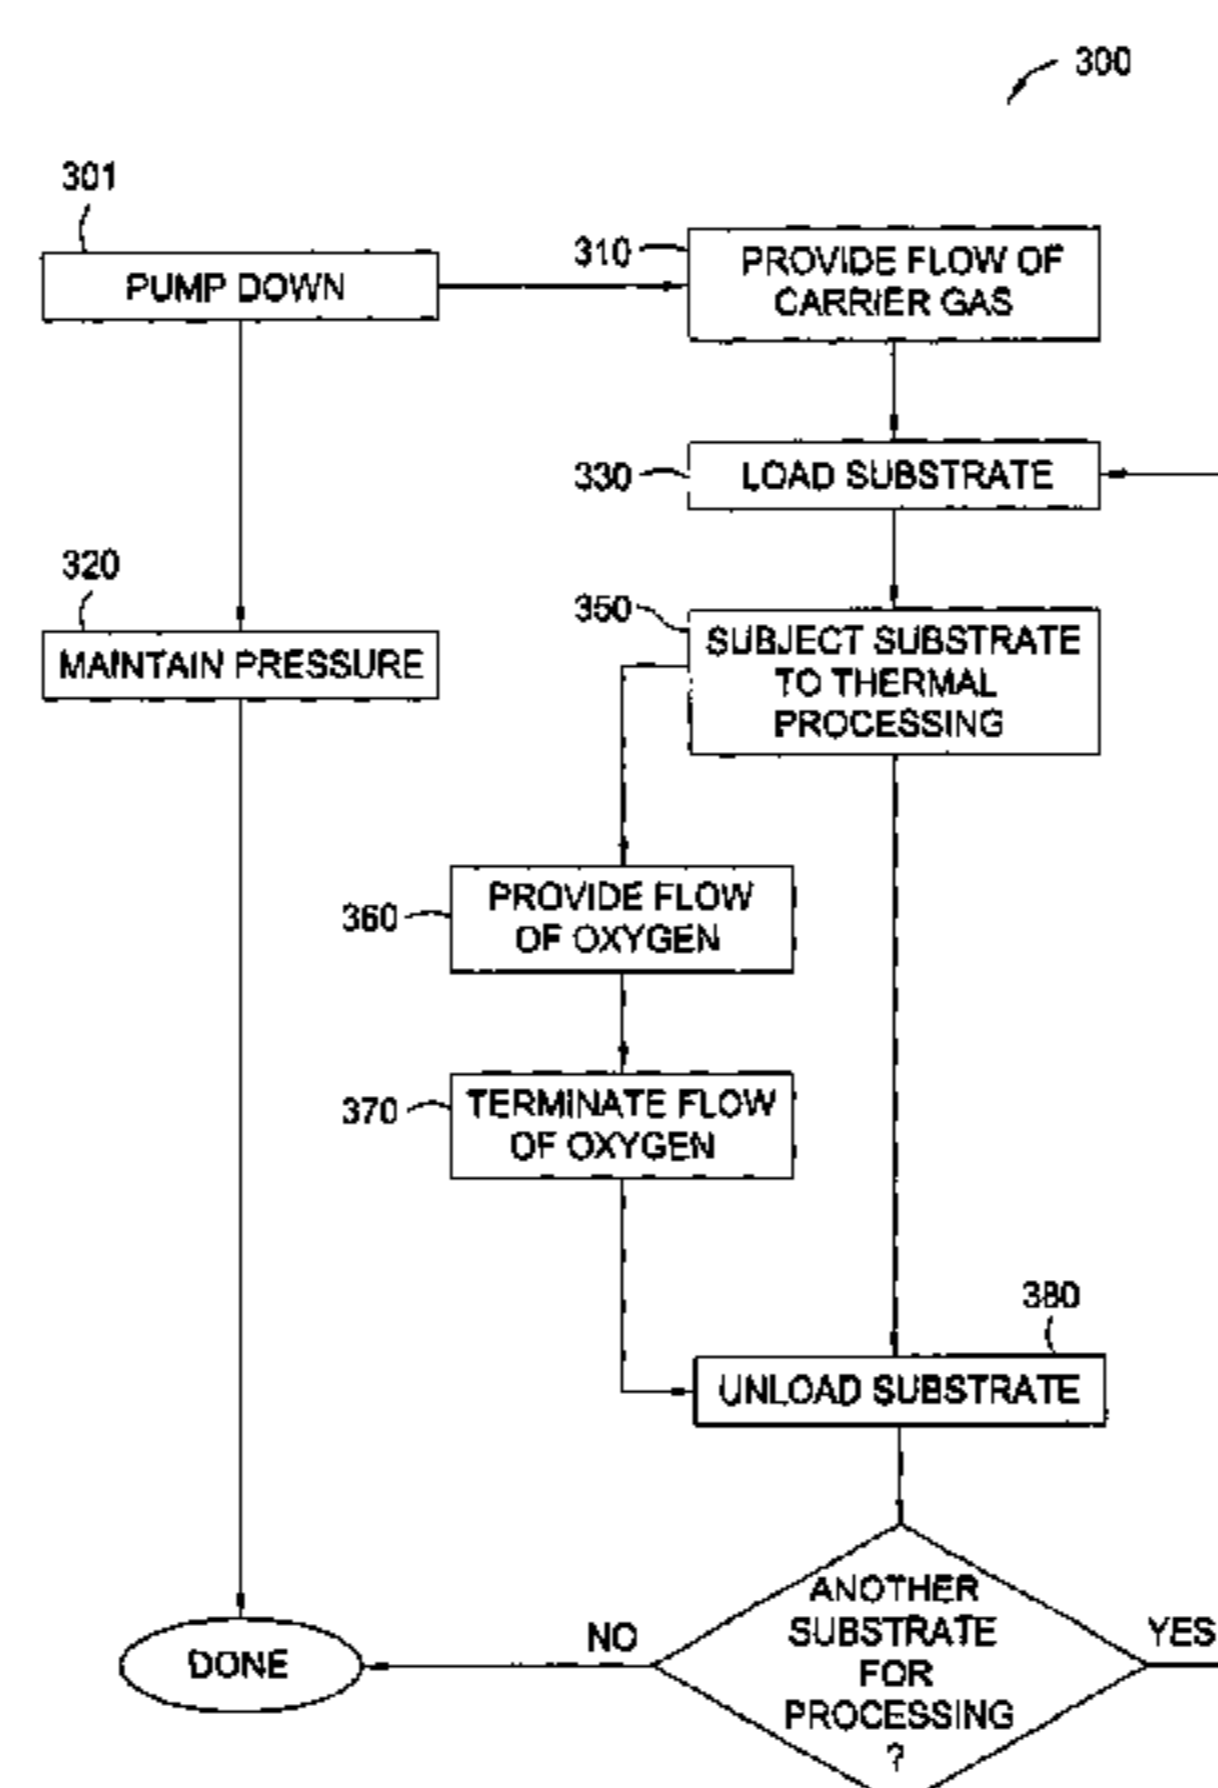 300
301
PUMP DOWN
310
PROVIDE FLOW OF
CARRIER GAS
330
LOAD SUBSTRATE
320
MAINTAIN PRESSURE
350
SUBJECT SUBSTRATE
TO THERMAL
PROCESSING
360
PROVIDE FLOW
OF OXYGEN
370
TERMINATE FLOW
OF OXYGEN
380
UNLOAD SUBSTRATE
ANOTHER
SUBSTRATE
FOR
PROCESSING
?
NO
YES
DONE